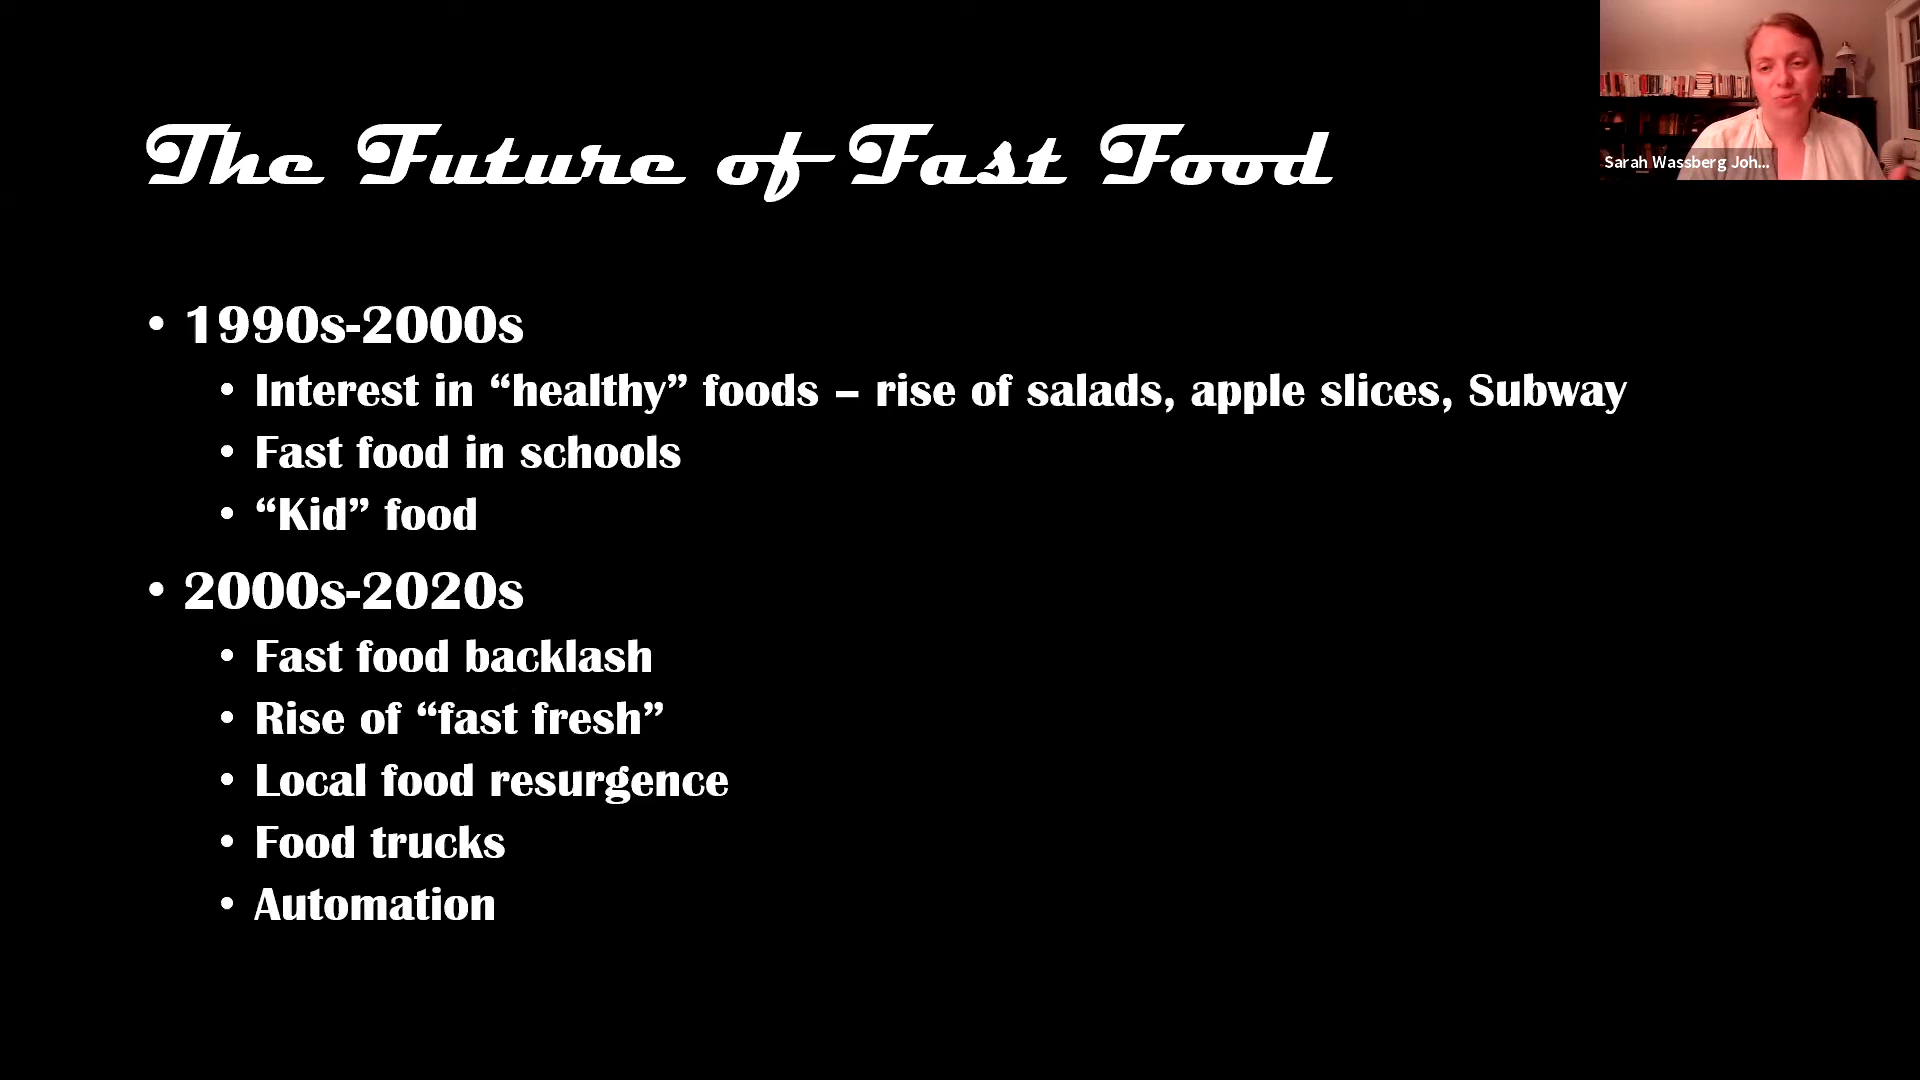 The Future of Fast Food
Sarah Wassberg Joh...
• 1990s-2000s
• Interest in “healthy” foods – rise of salads, apple slices, Subway
• Fast food in schools
• “Kid” food
• 2000s-2020s
• Fast food backlash
• Rise of “fast fresh”
• Local food resurgence
• Food trucks
• Automation